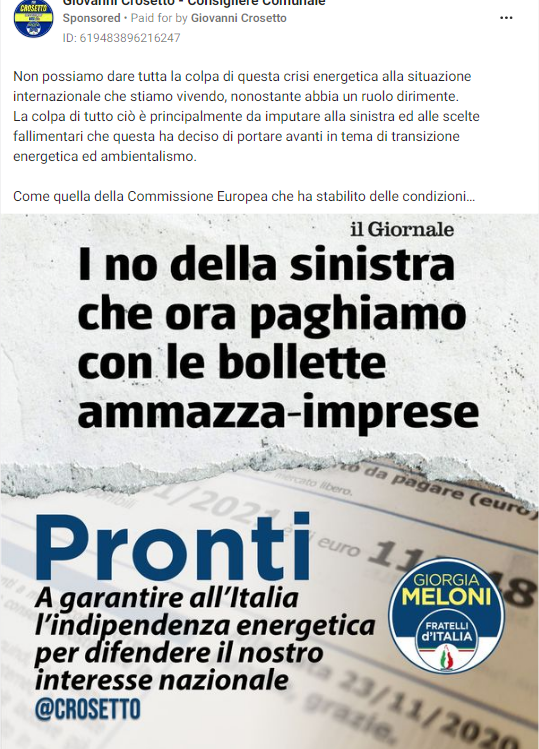 CROSETTO
Giovanni Crosetto - Consigliere Comunale
Sponsored • Paid for by Giovanni Crosetto
ID: 619483896216247
Non possiamo dare tutta la colpa di questa crisi energetica alla situazione
internazionale che stiamo vivendo, nonostante abbia un ruolo dirimente.
La colpa di tutto ciò è principalmente da imputare alla sinistra ed alle scelte
fallimentari che questa ha deciso di portare avanti in tema di transizione
energetica ed ambientalismo.
Come quella della Commissione Europea che ha stabilito delle condizioni...
il Giornale
I no della sinistra
che ora paghiamo
con le bollette
ammazza-imprese
da pagare (euro)
mercato libero.
/2021
di euro 11
8
Pronti
A garantire all'Italia
l'indipendenza energetica
per difendere il nostro
interesse nazionale
@CROSETTO
GIORGIA
MELONI
FRATELLI
d'ITALIA
23/11/2020
grazie.